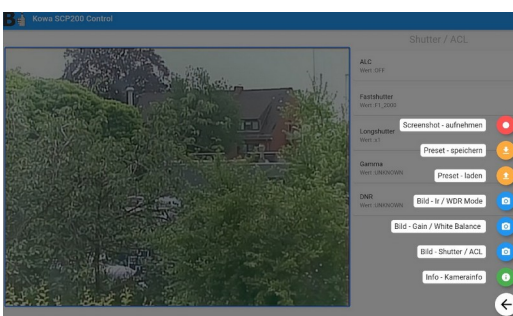 B
Kowa SCP200 Control
Shutter / ACL
ALC
Wert: OFF
Fastshutter
Wert: F1_2000
Longshutter
Wert: x1
Gamma
Wert: UNKNOWN
DNR
Wert: UNKNOWN
Screenshot - aufnehmen
Preset - speichern
Preset - laden
Bild - Ir / WDR Mode
Bild - Gain / White Balance
Bild - Shutter / ACL
Info - Kamerainfo